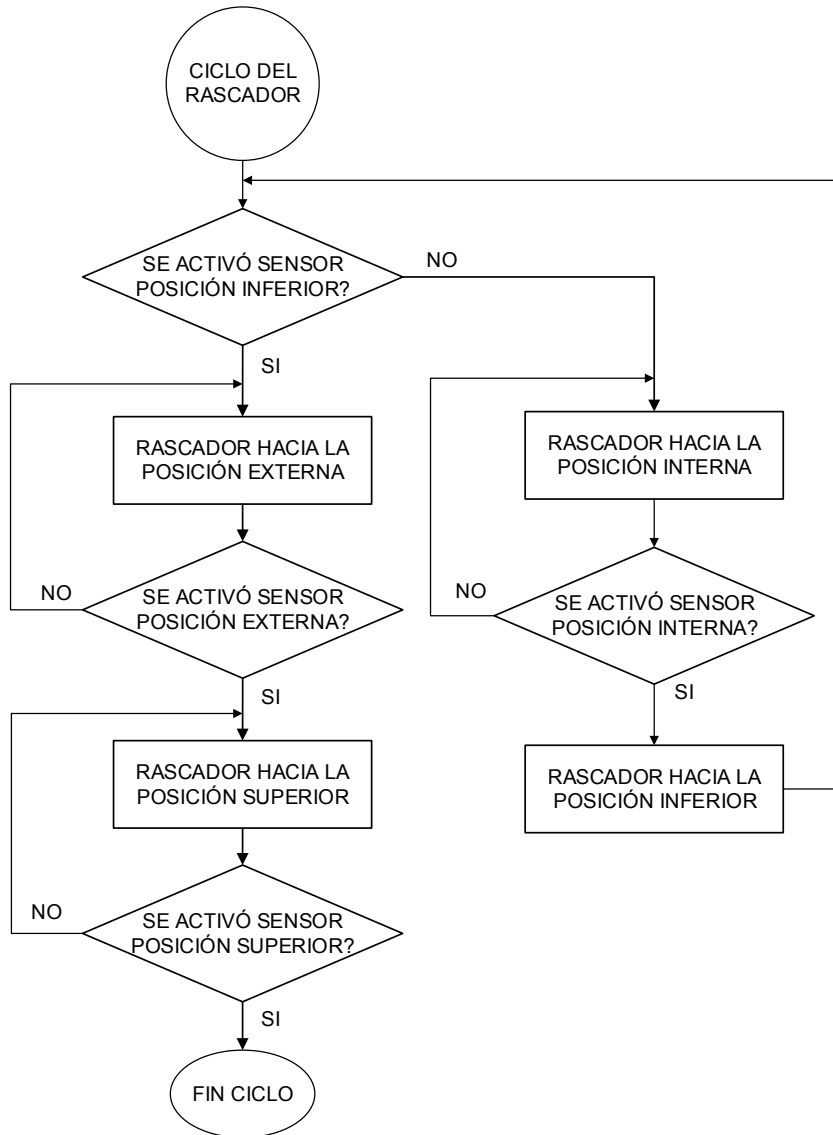 CICLO DEL
RASCADOR
SE ACTIVÓ SENSOR
POSICIÓN INFERIOR?
NO
SI
RASCADOR HACIA LA
POSICIÓN EXTERNA
SE ACTIVÓ SENSOR
POSICIÓN EXTERNA?
NO
SI
RASCADOR HACIA LA
POSICIÓN SUPERIOR
SE ACTIVÓ SENSOR
POSICIÓN SUPERIOR?
NO
SI
FIN CICLO
RASCADOR HACIA LA
POSICIÓN INTERNA
SE ACTIVÓ SENSOR
POSICIÓN INTERNA?
NO
SI
RASCADOR HACIA LA
POSICIÓN INFERIOR